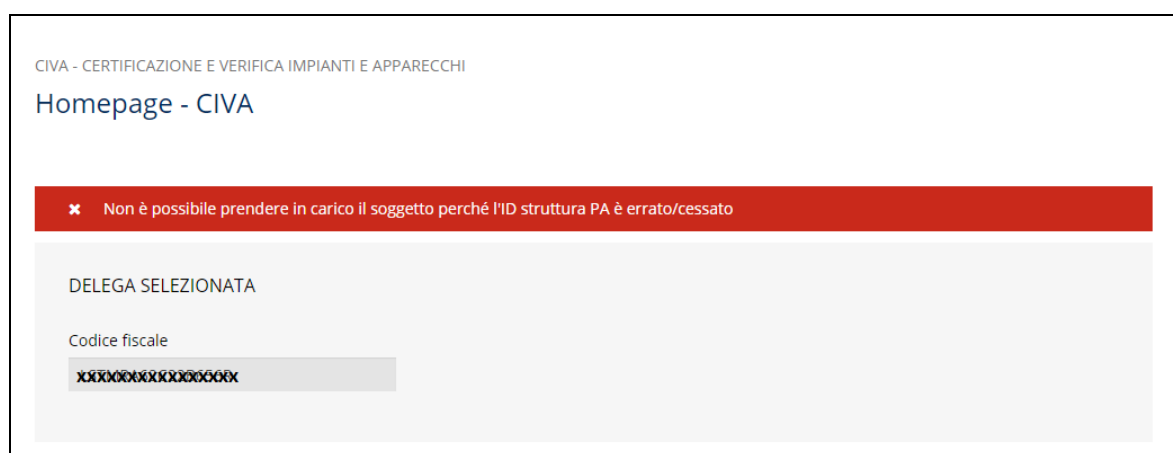 CIVA - CERTIFICAZIONE E VERIFICA IMPIANTI E APPARECCHI
Homepage - CIVA
✖ Non è possibile prendere in carico il soggetto perché l'ID struttura PA è errato/cessato
DELEGA SELEZIONATA
Codice fiscale